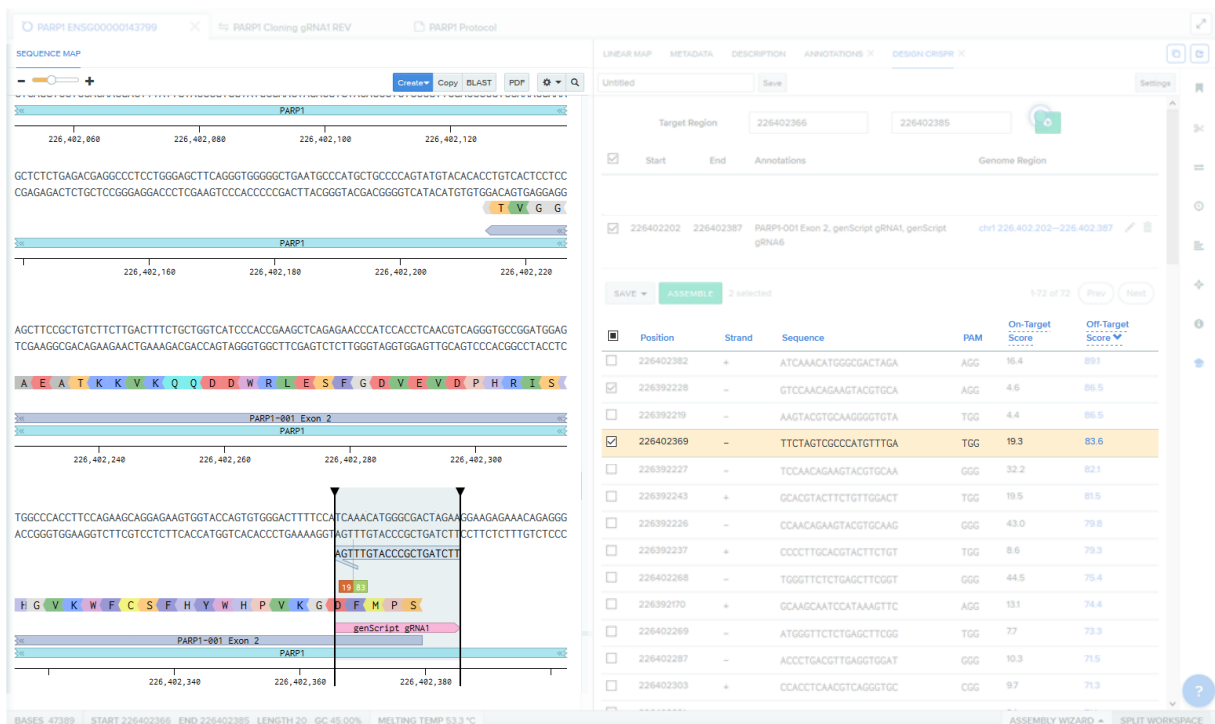 PARP1 ENSG00000143799
PARP1 Cloning gRNA1 REV
PARP1 Protocol
SEQUENCE MAP
Create
Copy
BLAST
PDF
PARP1
226,402,060 226,402,080 226,402,100 226,402,120
GCTCTCTGAGACGAGGCCCTCCTGGGAGCTTCAGGGTGGGGGCTGAATGCCCATGCTGCCCCAGTATGTACACACCTGTCACTCCTCC
CGAGAGACTCTGCTCCGGGAGGACCCTCGAAGTCCCACCCCCGACTTACGGGTACGACGGGGTCATACATGTGTGGACAGTGAGGAGG
T V G G
PARP1
226,402,160 226,402,180 226,402,200 226,402,220
AGCTTCCGCTGTCTTCTTGACTTTCTGCTGGTCATCCCACCGAAGCTCAGAGAACCCATCCACCTCAACGTCAGGGTGCCGGATGGAG
TCGAAGGCGACAGAAGAACTGAAAGACGACCAGTAGGGTGGCTTCGAGTCTCTTGGGTAGGTGGAGTTGCAGTCCCACGGCCTACCTC
A E A T K K V K Q Q D D W R L E S F G D V E V D P H R I S
PARP1-001 Exon 2
PARP1
226,402,240 226,402,260 226,402,280 226,402,300
TGGCCCACCTTCCAGAAGCAGGAGAAGTGGTACCAGTGTGGGACTTTTCCATCAAACATGGGCGACTAGAAGGAAGAGAAACAGAGGG
ACCGGGTGGAAGGTCTTCGTCCTCTTCACCATGGTCACACCCTGAAAAGGTAGTTTGTACCCGCTGATCTTCCTTCTCTTTGTCTCCC
AGTTTGTACCCGCTGATCTT
19 83
H G V K W F C S F H Y W H P V K G D F M P S
genScript gRNA1
PARP1-001 Exon 2
PARP1
226,402,340 226,402,360 226,402,380
BASES 47389 START 226402366 END 226402385 LENGTH 20 GC 45.00% MELTING TEMP 53.3 °C
LINEAR MAP METADATA DESCRIPTION ANNOTATIONS DESIGN CRISPR
Untitled Save Settings
Target Region 226402366 226402385
Start End Annotations Genome Region
226402202 226402387 PARP1-001 Exon 2, genScript gRNA1, genScript chr1 226,402,202—226,402,387
gRNA6
SAVE ASSEMBLE 2 selected 1-72 of 72 Prev Next
On-Target Off-Target
Position Strand Sequence PAM Score Score
226402382 + ATCAAACATGGGCGACTAGA AGG 16.4 89.1
226392228 - GTCCAACAGAAGTACGTGCA AGG 4.6 86.5
226392219 - AAGTACGTGCAAGGGGTGTA TGG 4.4 86.5
226402369 - TTCTAGTCGCCCATGTTTGA TGG 19.3 83.6
226392227 - TCCAACAGAAGTACGTGCAA GGG 32.2 82.1
226392243 + GCACGTACTTCTGTTGGACT TGG 19.5 81.5
226392226 - CCAACAGAAGTACGTGCAAG GGG 43.0 79.8
226392237 + CCCCTTGCACGTACTTCTGT TGG 8.6 79.3
226402268 - TGGGTTCTCTGAGCTTCGGT GGG 44.5 75.4
226392170 + GCAAGCAATCCATAAAGTTC AGG 13.1 74.4
226402269 - ATGGGTTCTCTGAGCTTCGG TGG 7.7 73.3
226402287 - ACCCTGACGTTGAGGTGGAT GGG 10.3 71.5
226402303 + CCACCTCAACGTCAGGGTGC CGG 9.7 71.3
?
ASSEMBLY WIZARD SPLIT WORKSPACE